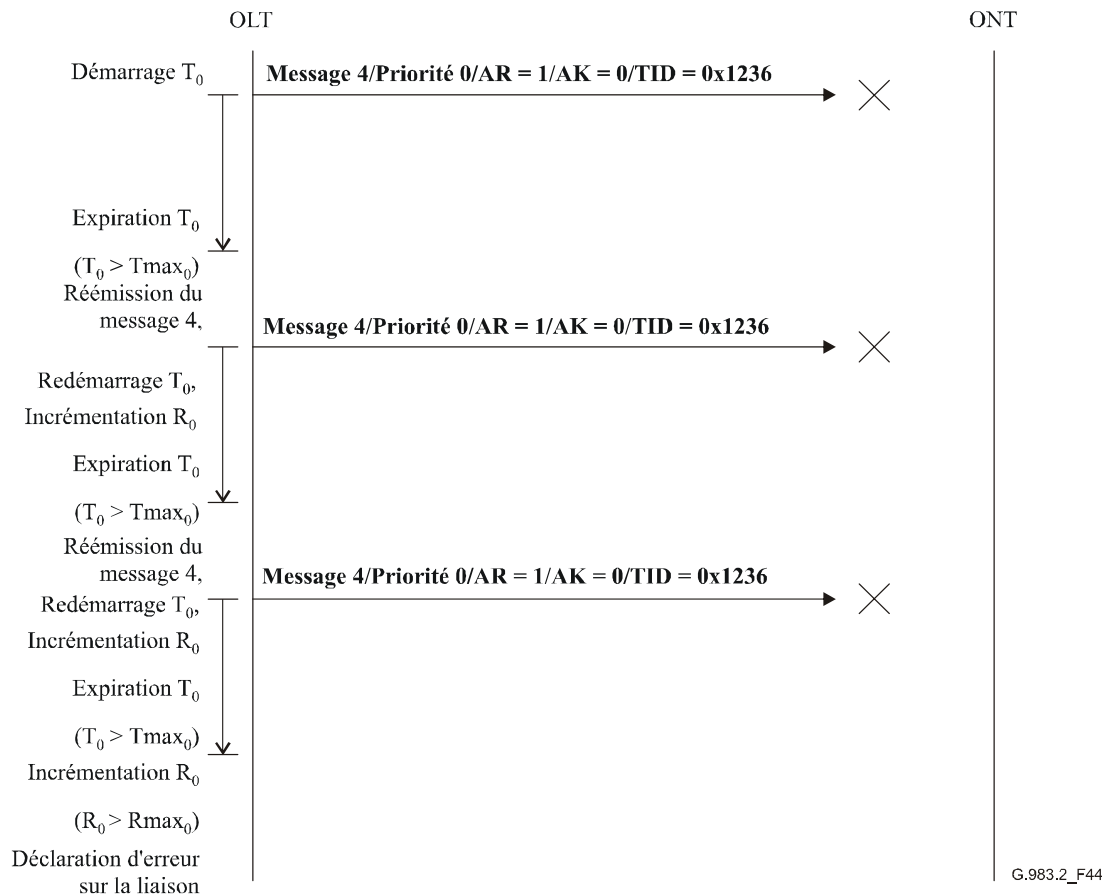 OLT
ONT
Démarrage T₀
Message 4/Priorité 0/AR = 1/AK = 0/TID = 0x1236
Expiration T₀
(T₀ > Tmax₀)
Réémission du
message 4,
Message 4/Priorité 0/AR = 1/AK = 0/TID = 0x1236
Redémarrage T₀,
Incrémentation R₀
Expiration T₀
(T₀ > Tmax₀)
Réémission du
message 4,
Message 4/Priorité 0/AR = 1/AK = 0/TID = 0x1236
Redémarrage T₀,
Incrémentation R₀
Expiration T₀
(T₀ > Tmax₀)
Incrémentation R₀
(R₀ > Rmax₀)
Déclaration d'erreur
sur la liaison
G.983.2_F44